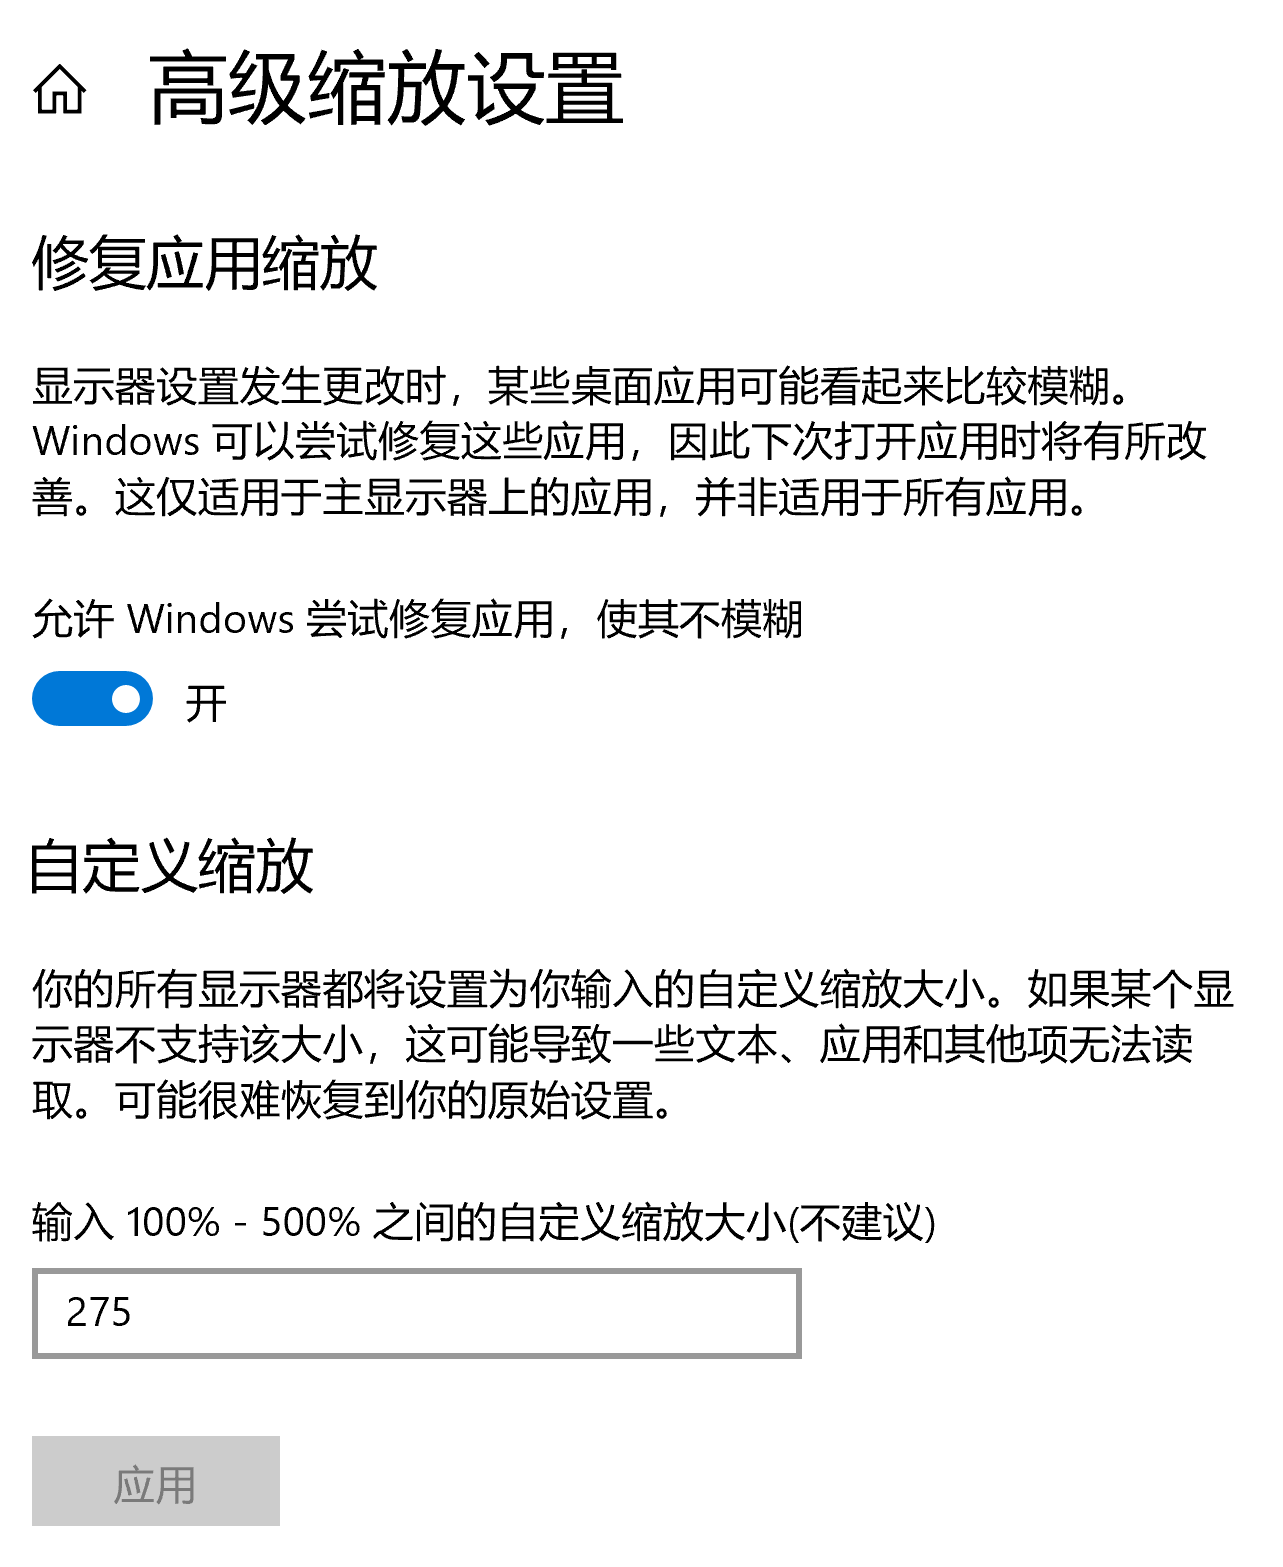 高级缩放设置
修复应用缩放
显示器设置发生更改时，某些桌面应用可能看起来比较模糊。
Windows 可以尝试修复这些应用，因此下次打开应用时将有所改
善。这仅适用于主显示器上的应用，并非适用于所有应用。
允许 Windows 尝试修复应用，使其不模糊
开
自定义缩放
你的所有显示器都将设置为你输入的自定义缩放大小。如果某个显
示器不支持该大小，这可能导致一些文本、应用和其他项无法读
取。可能很难恢复到你的原始设置。
输入 100% - 500% 之间的自定义缩放大小(不建议)
275
应用